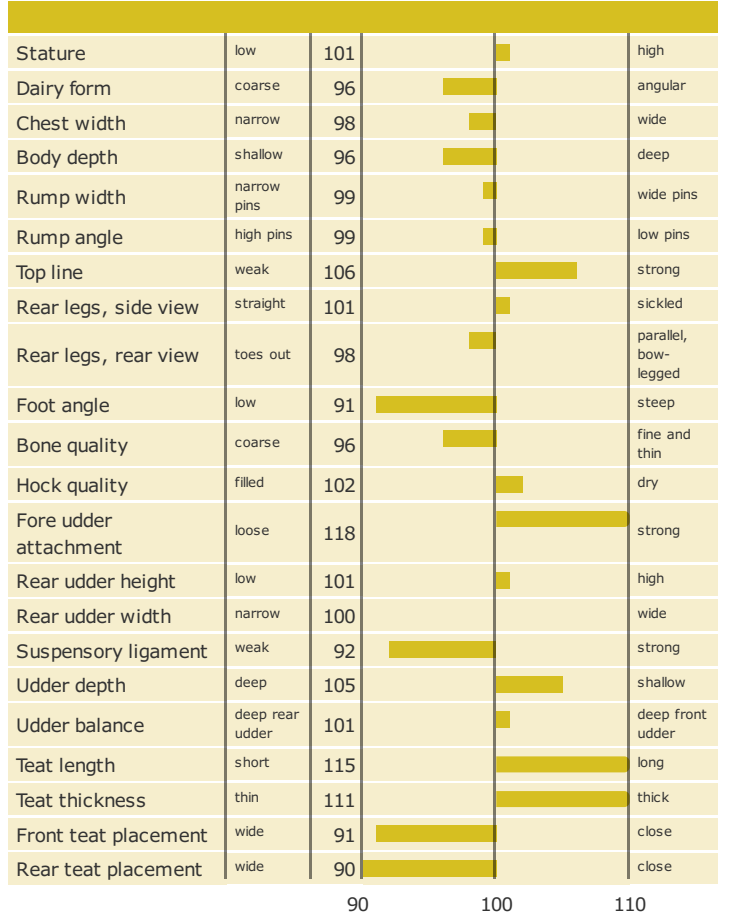 Stature low 101 high
Dairy form coarse 96 angular
Chest width narrow 98 wide
Body depth shallow 96 deep
Rump width narrow pins 99 wide pins
Rump angle high pins 99 low pins
Top line weak 106 strong
Rear legs, side view straight 101 sickled
Rear legs, rear view toes out 98 parallel, bow-legged
Foot angle low 91 steep
Bone quality coarse 96 fine and thin
Hock quality filled 102 dry
Fore udder attachment loose 118 strong
Rear udder height low 101 high
Rear udder width narrow 100 wide
Suspensory ligament weak 92 strong
Udder depth deep 105 shallow
Udder balance deep rear udder 101 deep front udder
Teat length short 115 long
Teat thickness thin 111 thick
Front teat placement wide 91 close
Rear teat placement wide 90 close
90 100 110